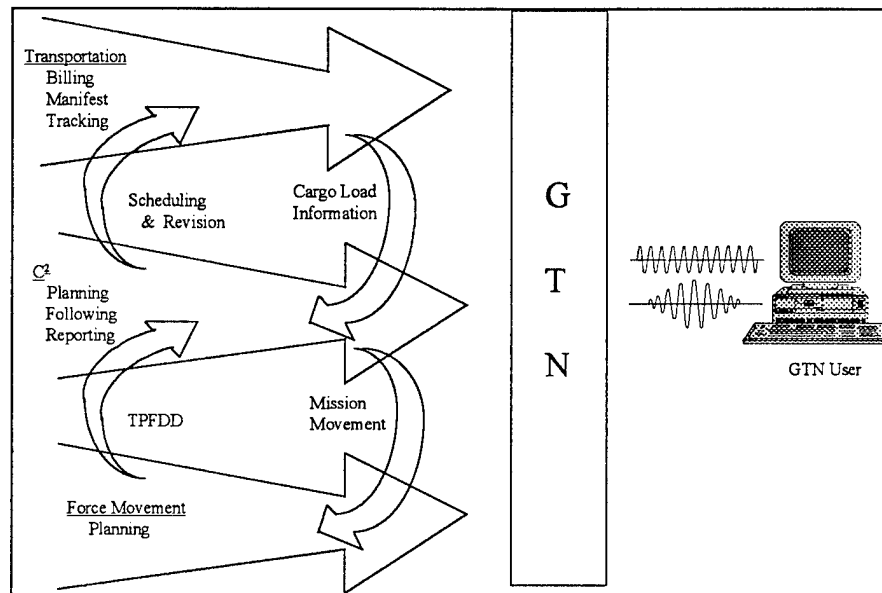 Transportation
Billing
Manifest
Tracking
Scheduling
& Revision
Cargo Load
Information
C²
Planning
Following
Reporting
TPFDD
Mission
Movement
Force Movement
Planning
G
T
N
GTN User